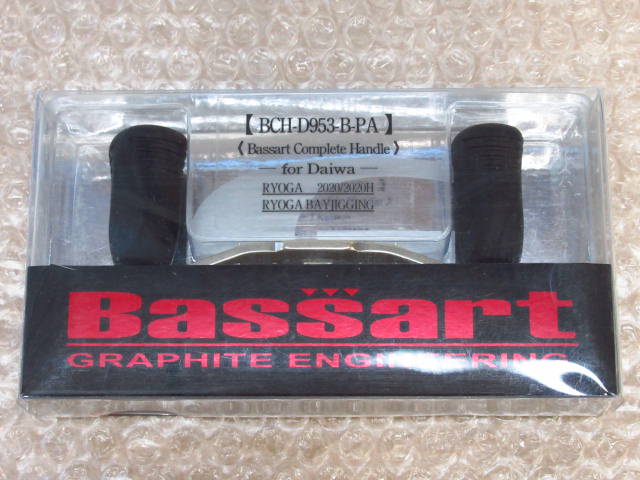 【 BCH-D953-B-PA 】
《 Bassart Complete Handle 》
— for Daiwa —
RYOGA 2020/2020H
RYOGA BAYJIGGING
Bassart
GRAPHITE ENGINEERING